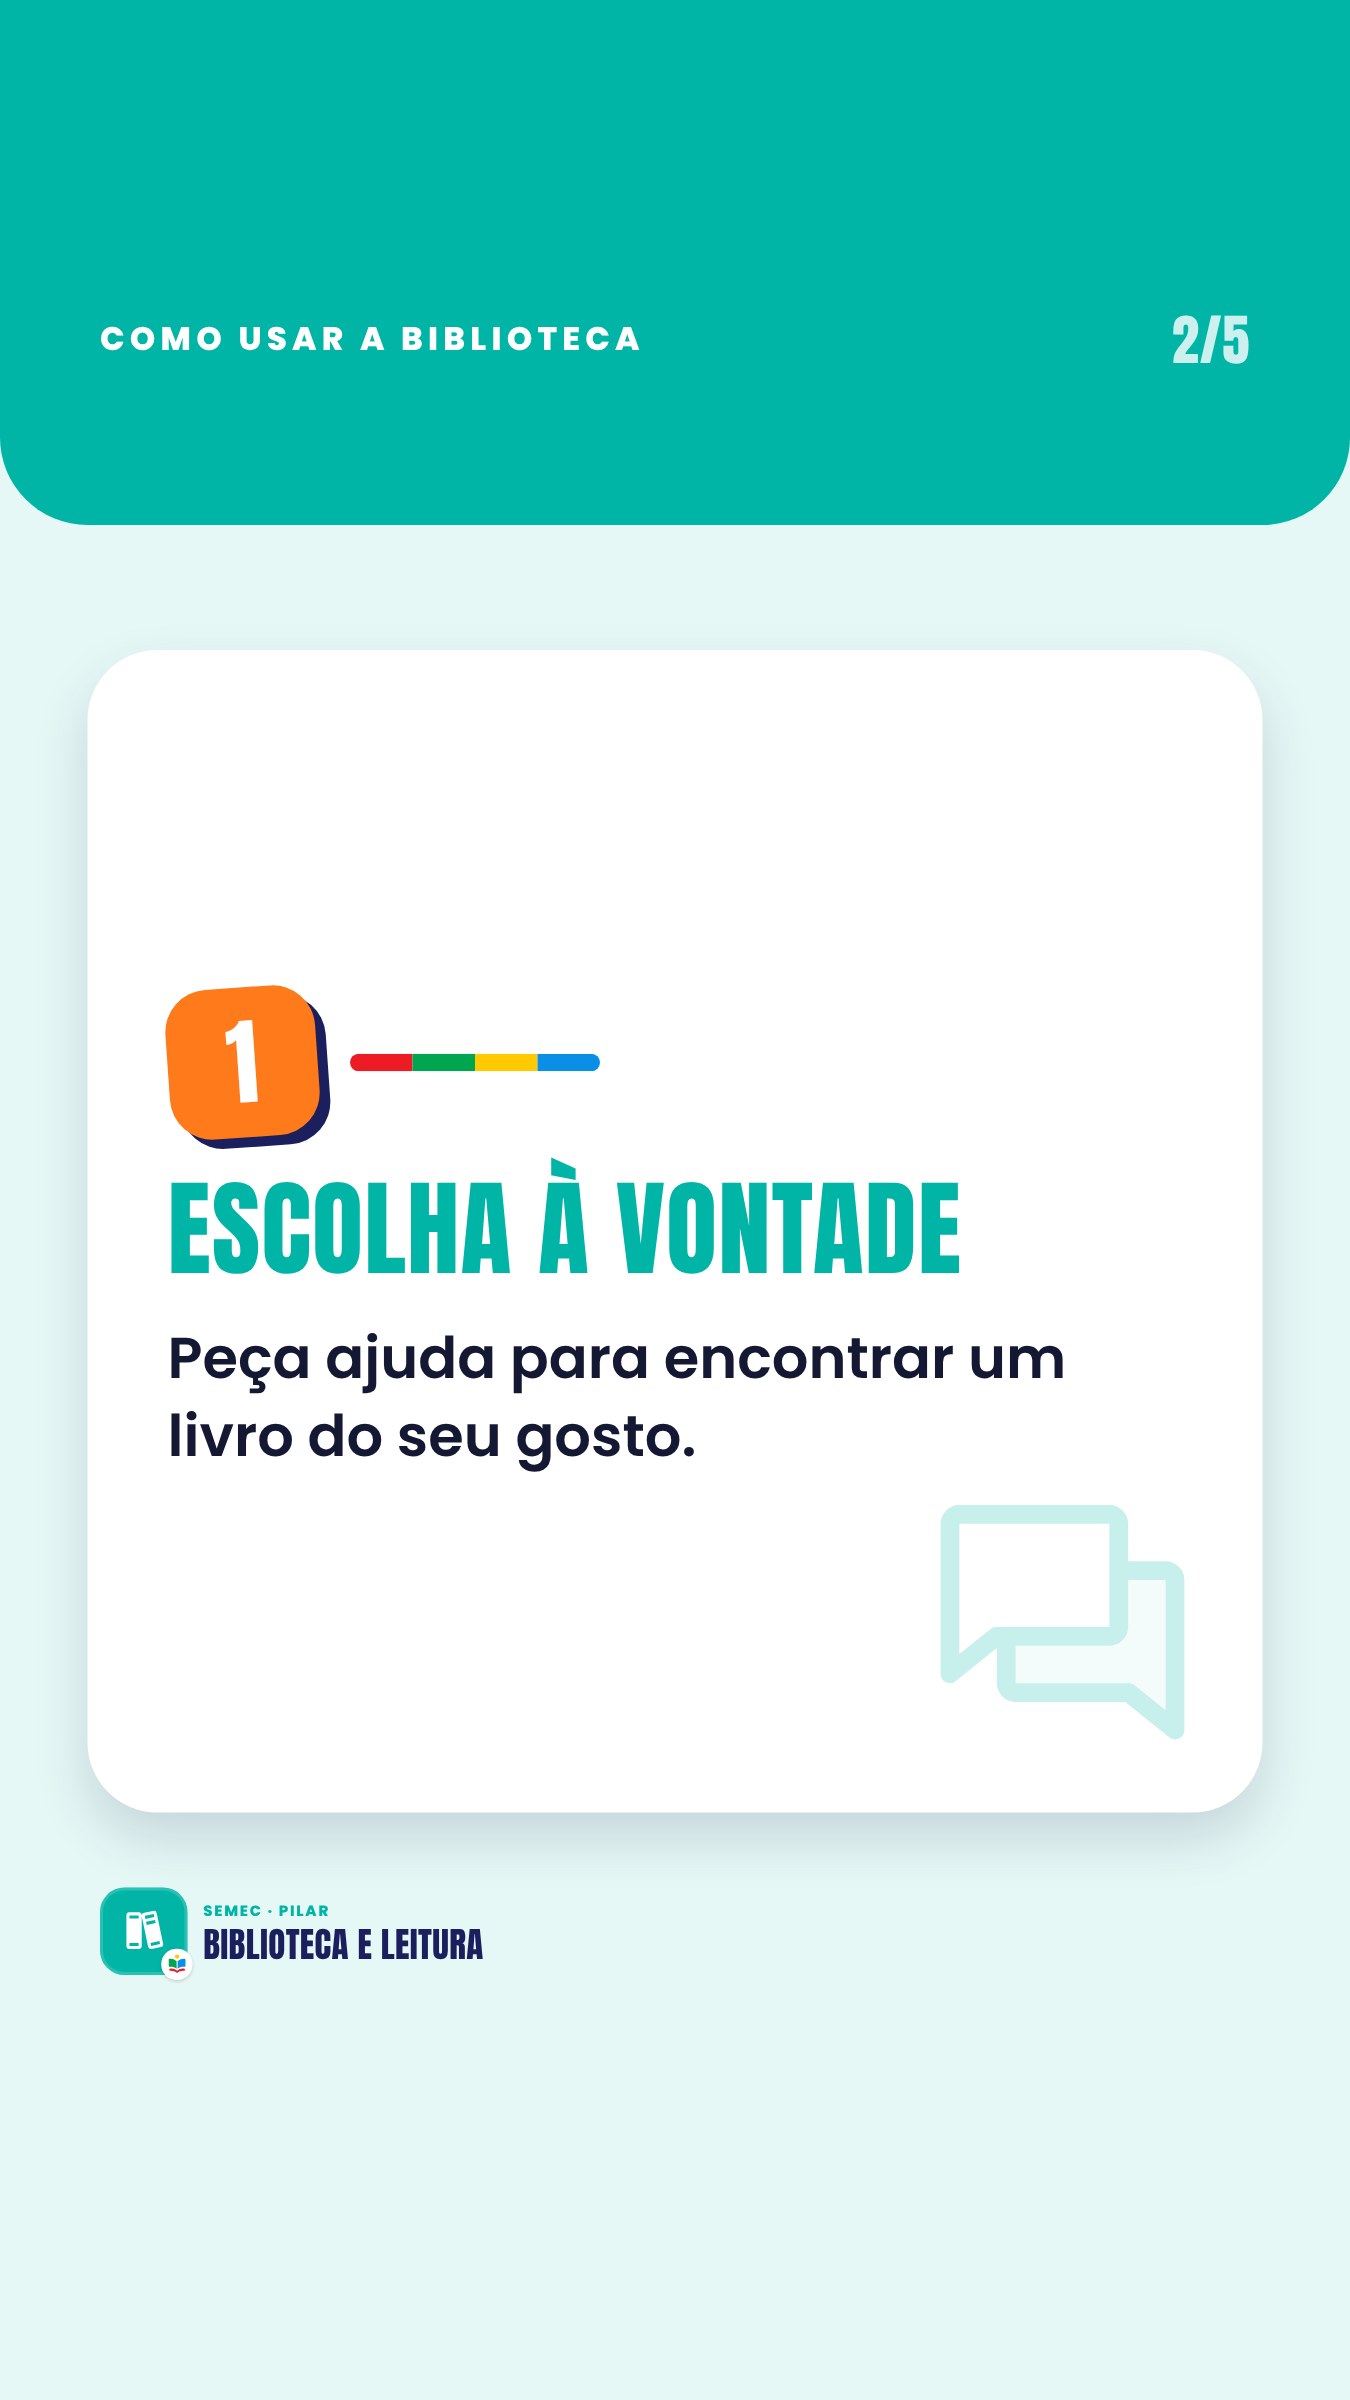 COMO USAR A BIBLIOTECA
2/5
1
ESCOLHA À VONTADE
Peça ajuda para encontrar um
livro do seu gosto.
SEMEC · PILAR
BIBLIOTECA E LEITURA